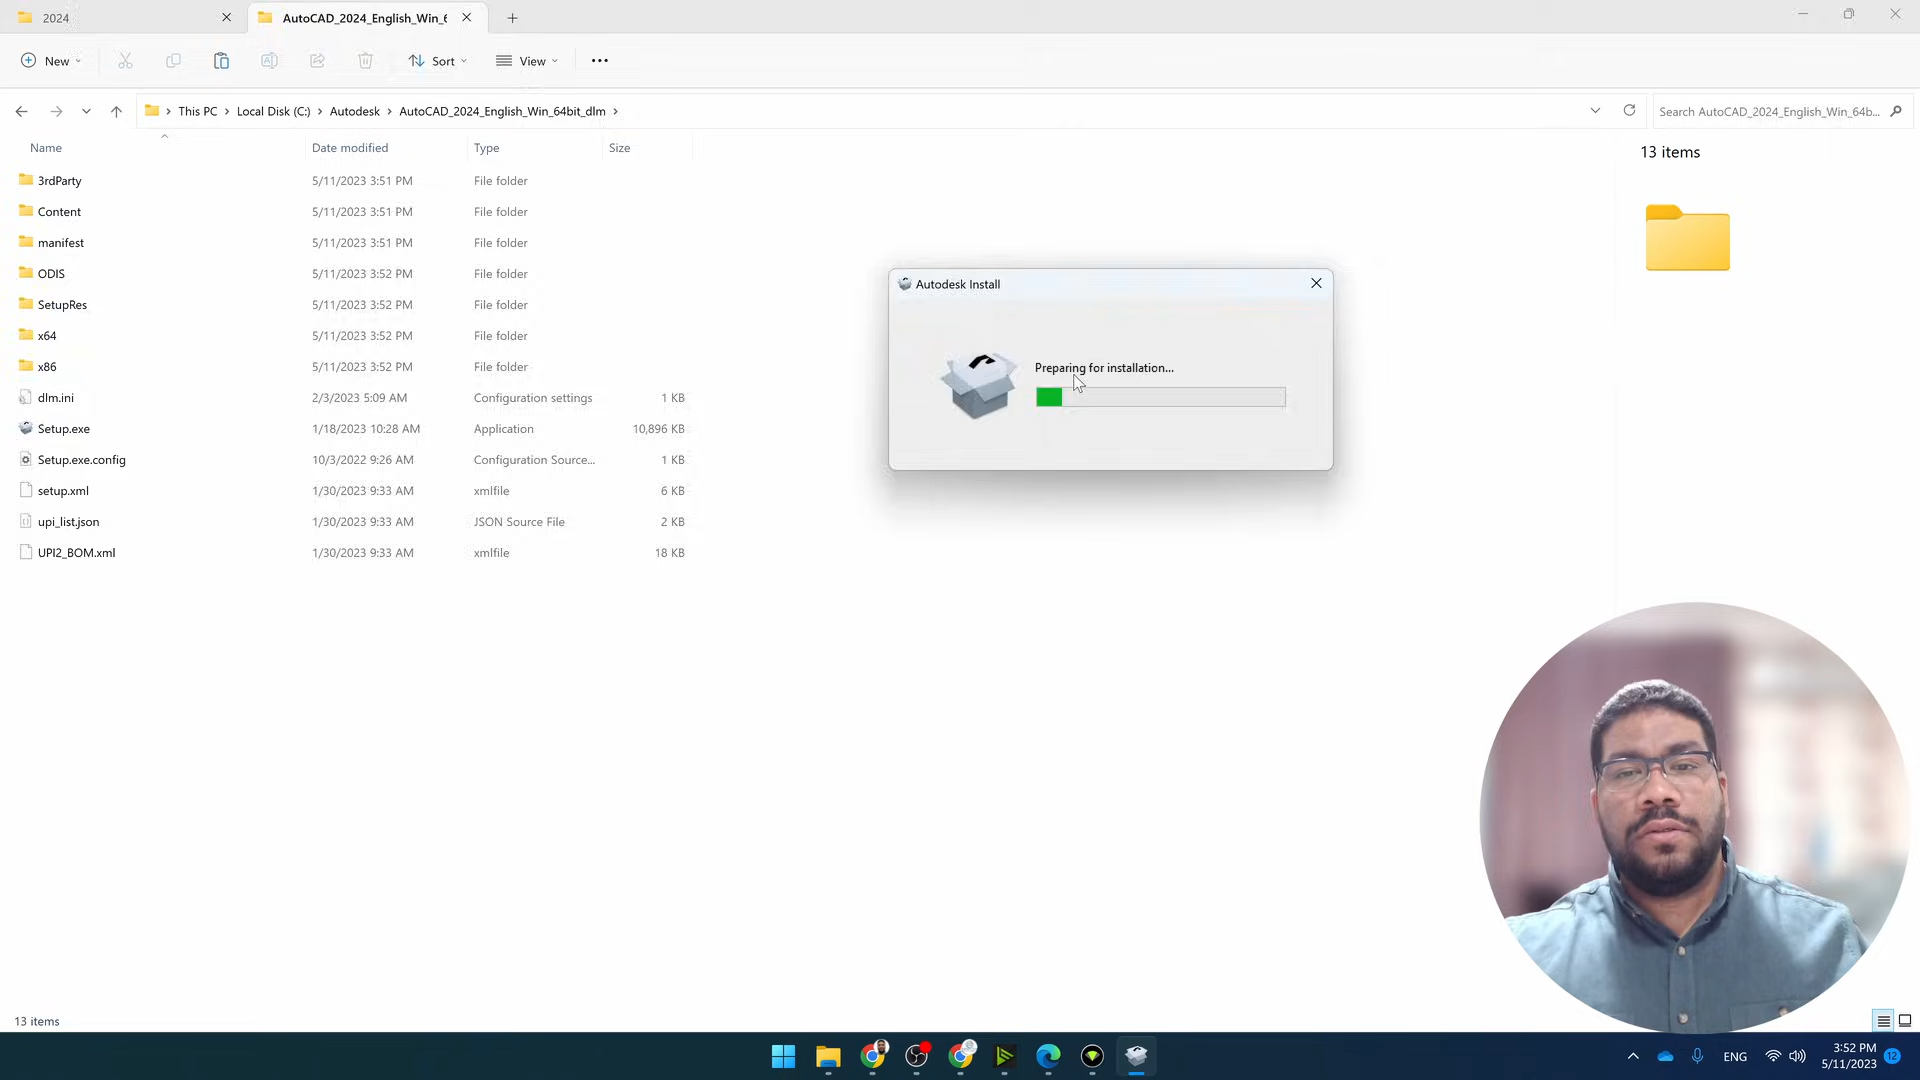 2024
AutoCAD_2024_English_Win_6
New
Sort
View
This PC > Local Disk (C:) > Autodesk > AutoCAD_2024_English_Win_64bit_dlm >
Search AutoCAD_2024_English_Win_64b...
Name Date modified Type Size
3rdParty 5/11/2023 3:51 PM File folder
Content 5/11/2023 3:51 PM File folder
manifest 5/11/2023 3:51 PM File folder
ODIS 5/11/2023 3:52 PM File folder
SetupRes 5/11/2023 3:52 PM File folder
x64 5/11/2023 3:52 PM File folder
x86 5/11/2023 3:52 PM File folder
dlm.ini 2/3/2023 5:09 AM Configuration settings 1 KB
Setup.exe 1/18/2023 10:28 AM Application 10,896 KB
Setup.exe.config 10/3/2022 9:26 AM Configuration Source... 1 KB
setup.xml 1/30/2023 9:33 AM xmlfile 6 KB
upi_list.json 1/30/2023 9:33 AM JSON Source File 2 KB
UPI2_BOM.xml 1/30/2023 9:33 AM xmlfile 18 KB
13 items
Autodesk Install
Preparing for installation...
13 items
ENG
3:52 PM
5/11/2023
12